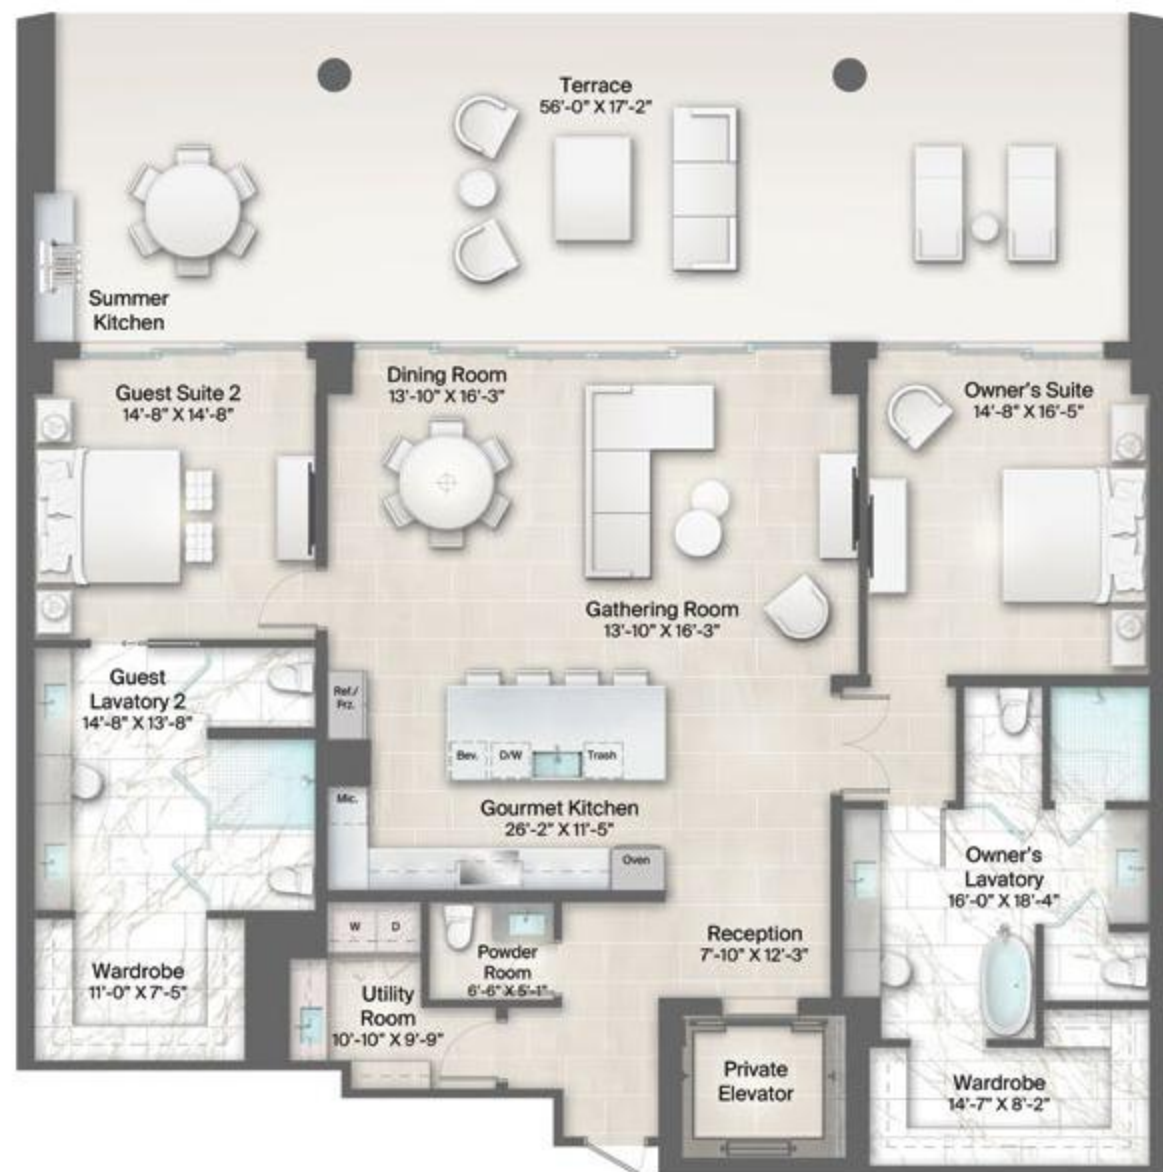 Terrace
56'-0" X 17'-2"
Summer
Kitchen
Guest Suite 2
14'-8" X 14'-8"
Dining Room
13'-10" X 16'-3"
Owner's Suite
14'-8" X 16'-5"
Gathering Room
13'-10" X 16'-3"
Guest
Lavatory 2
14'-8" X 13'-8"
Ref./
Frz.
Bev.
D/W
Trash
Mic.
Gourmet Kitchen
26'-2" X 11'-5"
Oven
Owner's
Lavatory
16'-0" X 18'-4"
W
D
Powder
Room
6'-6" X 5'-1"
Reception
7'-10" X 12'-3"
Wardrobe
11'-0" X 7'-5"
Utility
Room
10'-10" X 9'-9"
Private
Elevator
Wardrobe
14'-7" X 8'-2"